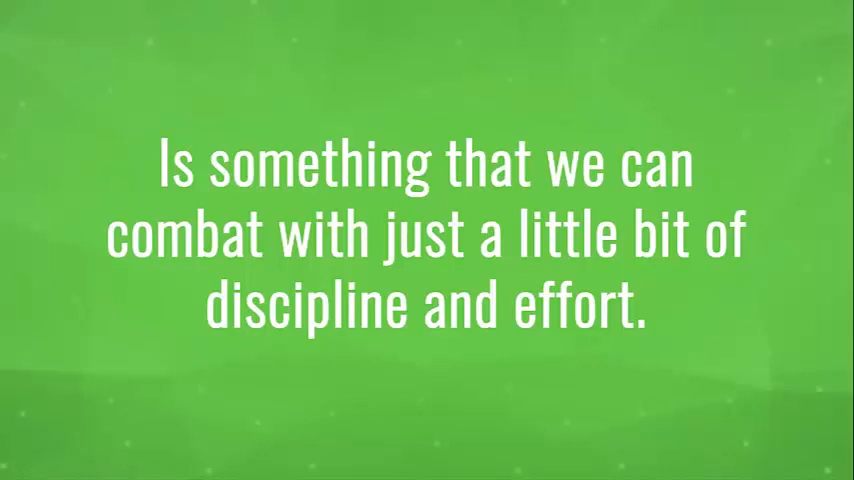 Is something that we can
combat with just a little bit of
discipline and effort.